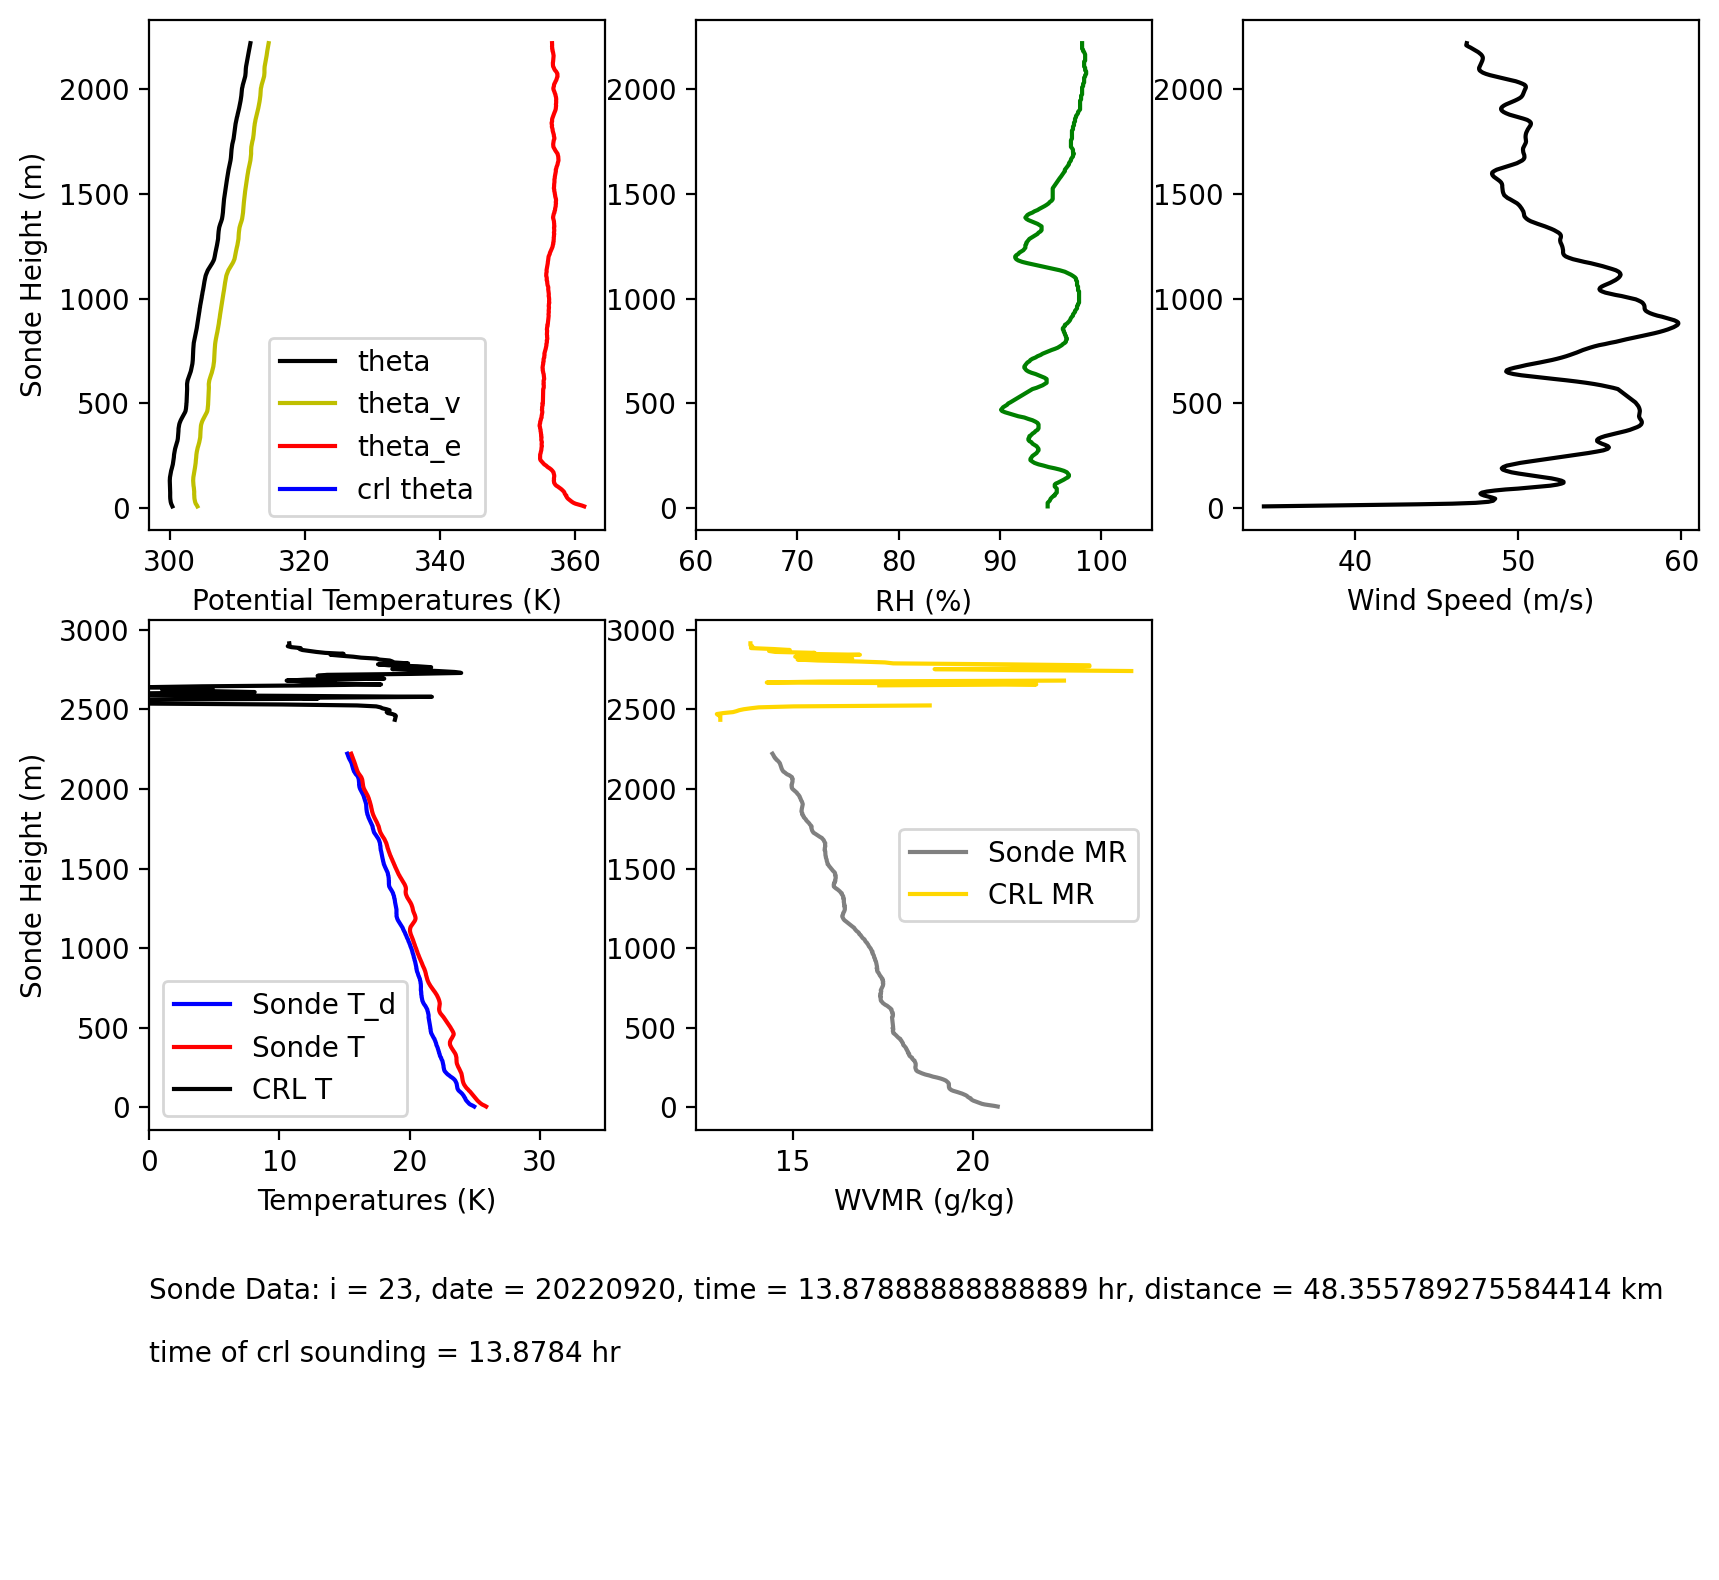 Sonde Height (m)
2000
1500
1000
500
0
300
320
340
360
Potential Temperatures (K)
theta
theta_v
theta_e
crl theta
2000
1500
1000
500
0
60
70
80
90
100
RH (%)
2000
1500
1000
500
0
40
50
60
Wind Speed (m/s)
Sonde Height (m)
3000
2500
2000
1500
1000
500
0
0
10
20
30
Temperatures (K)
Sonde T_d
Sonde T
CRL T
3000
2500
2000
1500
1000
500
0
15
20
WVMR (g/kg)
Sonde MR
CRL MR
Sonde Data: i = 23, date = 20220920, time = 13.87888888888889 hr, distance = 48.355789275584414 km
time of crl sounding = 13.8784 hr